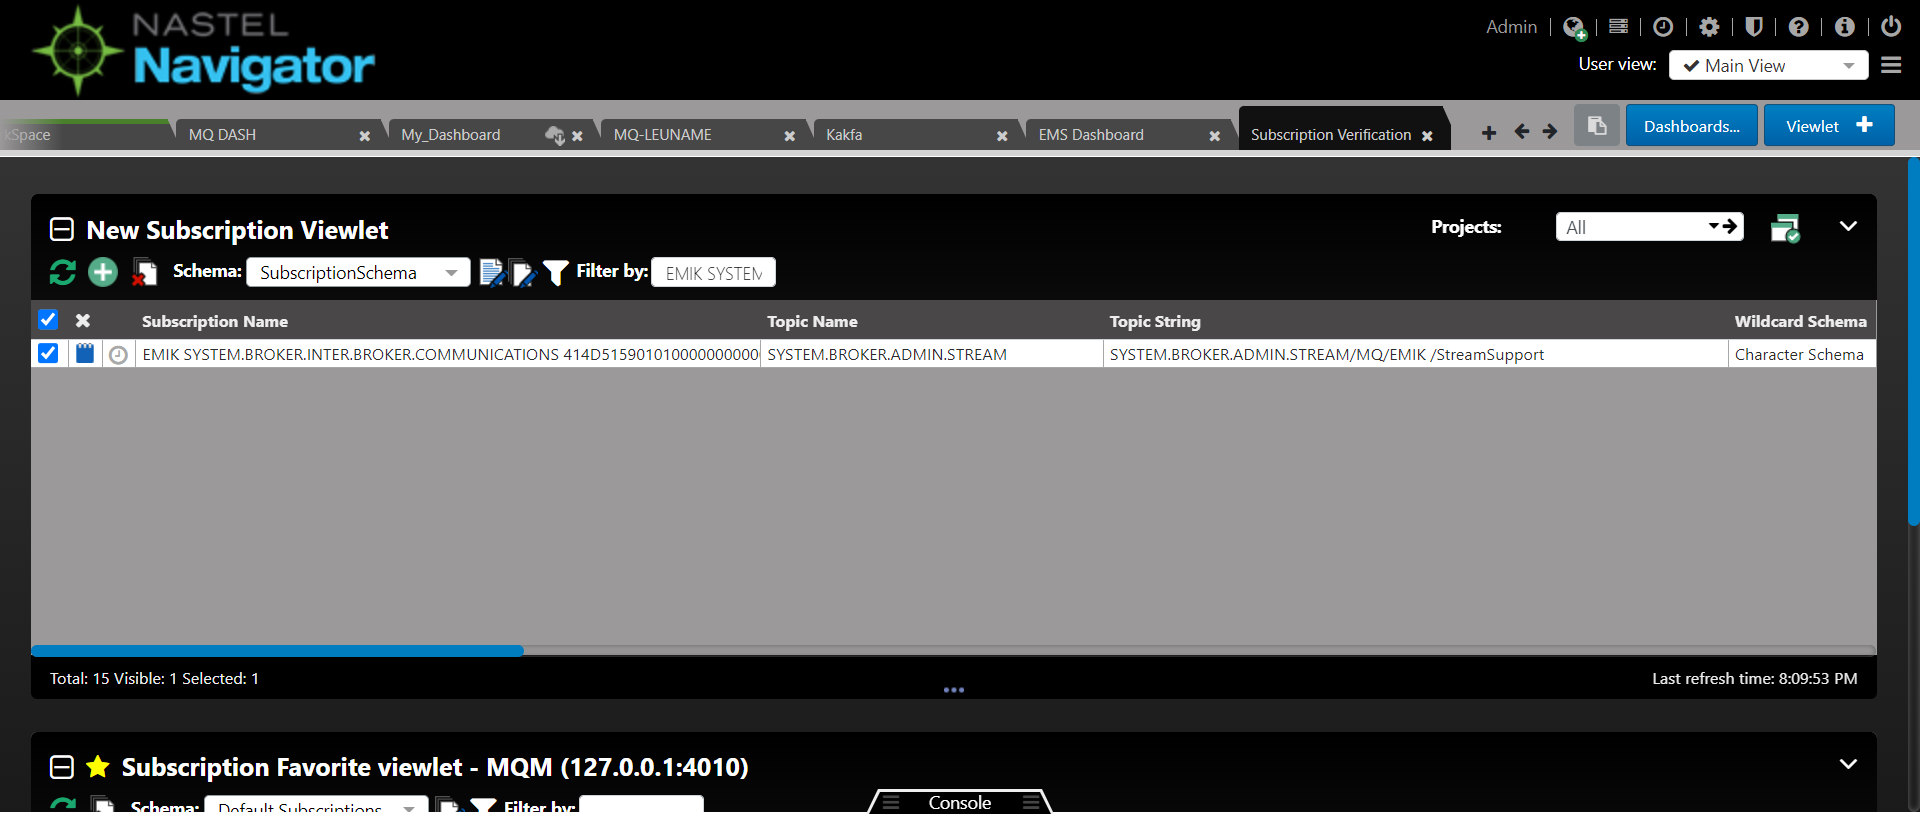 NASTEL
Navigator
Admin
User view: Main View
kSpace
MQ DASH
My_Dashboard
MQ-LEUNAME
Kakfa
EMS Dashboard
Subscription Verification
Dashboards...
Viewlet
New Subscription Viewlet
Projects: All
Schema: SubscriptionSchema Filter by: EMIK SYSTEM
Subscription Name Topic Name Topic String Wildcard Schema
EMIK SYSTEM.BROKER.INTER.BROKER.COMMUNICATIONS 414D51590101000000000 SYSTEM.BROKER.ADMIN.STREAM SYSTEM.BROKER.ADMIN.STREAM/MQ/EMIK /StreamSupport Character Schema
Total: 15 Visible: 1 Selected: 1
Last refresh time: 8:09:53 PM
Subscription Favorite viewlet - MQM (127.0.0.1:4010)
Schema: Default Subscriptions Filter by:
Console